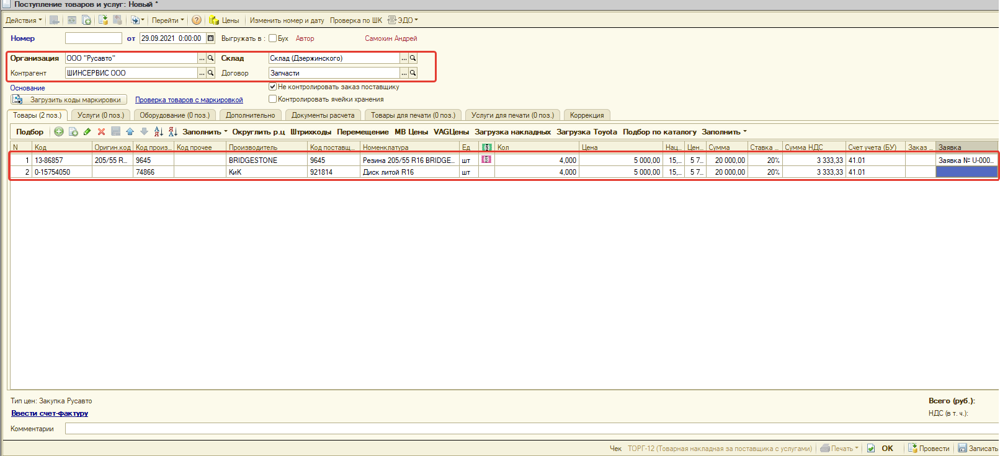 Поступление товаров и услуг: Новый *
Действия Перейти ? Цены Изменить номер и дату Проверка по ШК ЭДО
Номер от 29.09.2021 0:00:00 Выгружать в : Бух Автор Самохин Андрей
Организация ООО "Русавто" ... Склад Склад (Дзержинского) ...
Контрагент ШИНСЕРВИС ООО ... Договор Запчасти ...
Основание Не контролировать заказ поставщику
Загрузить коды маркировки Проверка товаров с маркировкой Контролировать ячейки хранения
Товары (2 поз.) Услуги (0 поз.) Оборудование (0 поз.) Дополнительно Документы расчета Товары для печати (0 поз.) Услуги для печати (0 поз.) Коррекция
Подбор Заполнить Округлить р.ц Штрихкоды Перемещение МВ Цены VAGЦены Загрузка накладных Загрузка Toyota Подбор по каталогу Заполнить
N Код Оригин.код Код произ... Код прочее Производитель Код поставщ... Номенклатура Ед Кол Цена Нац... Цен... Сумма Ставка ... Сумма НДС Счет учета (БУ) Заказ ... Заявка
1 13-86857 205/55 R... 9645 BRIDGESTONE 9645 Резина 205/55 R16 BRIDGE... шт 4,000 5 000,00 15,... 5 7... 20 000,00 20% 3 333,33 41.01 Заявка № U-000...
2 0-15754050 74866 КиК 921814 Диск литой R16 шт 4,000 5 000,00 15,... 5 7... 20 000,00 20% 3 333,33 41.01
Тип цен: Закупка Русавто Всего (руб.):
Ввести счет-фактуру НДС (в т. ч.):
Комментарии
Чек ТОРГ-12 (Товарная накладная за поставщика с услугами) Печать OK Провести Записать